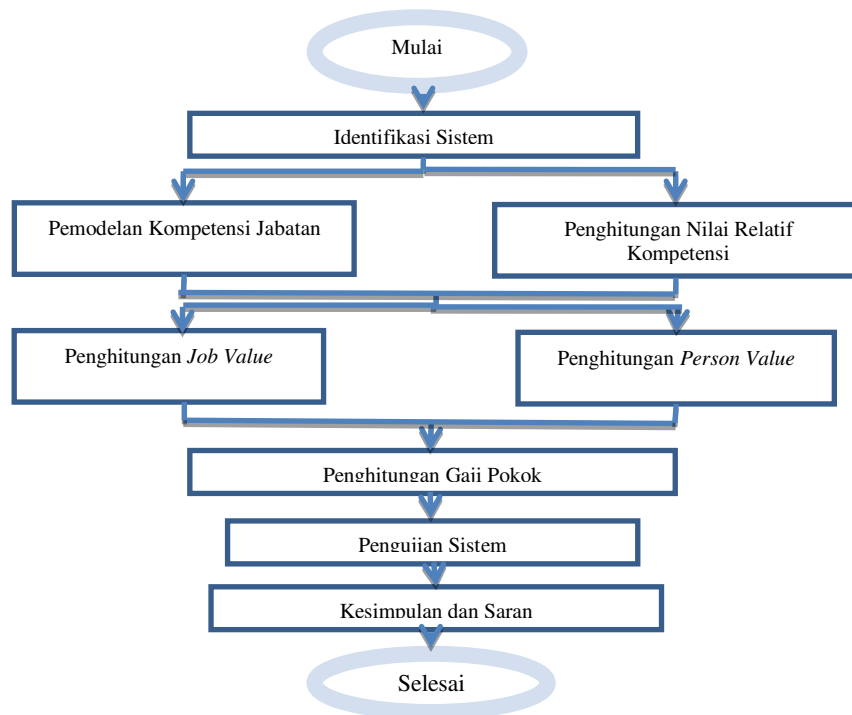 Mulai
Identifikasi Sistem
Pemodelan Kompetensi Jabatan
Penghitungan Nilai Relatif
Kompetensi
Penghitungan Job Value
Penghitungan Person Value
Penghitungan Gaji Pokok
Pengujian Sistem
Kesimpulan dan Saran
Selesai